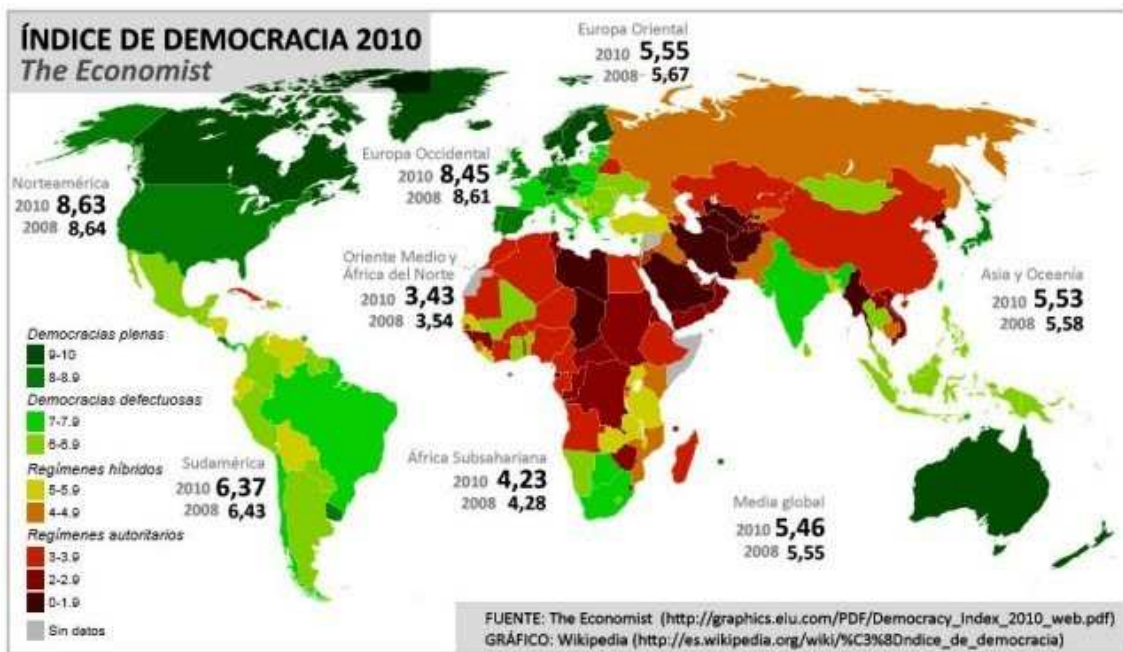 ÍNDICE DE DEMOCRACIA 2010
The Economist
Europa Oriental
2010 5,55
2008 5,67
Norteamérica
2010 8,63
2008 8,64
Europa Occidental
2010 8,45
2008 8,61
Oriente Medio y
África del Norte
2010 3,43
2008 3,54
Asia y Oceanía
2010 5,53
2008 5,58
Democracias plenas
9-10
8-8.9
Democracias defectuosas
7-7.9
6-6.9
Regímenes híbridos
5-5.9
4-4.9
Regímenes autoritarios
3-3.9
2-2.9
0-1.9
Sin datos
Sudamérica
2010 6,37
2008 6,43
África Subsahariana
2010 4,23
2008 4,28
Media global
2010 5,46
2008 5,55
FUENTE: The Economist (http://graphics.eiu.com/PDF/Democracy_Index_2010_web.pdf)
GRÁFICO: Wikipedia (http://es.wikipedia.org/wiki/%C3%8Dndice_de_democracia)